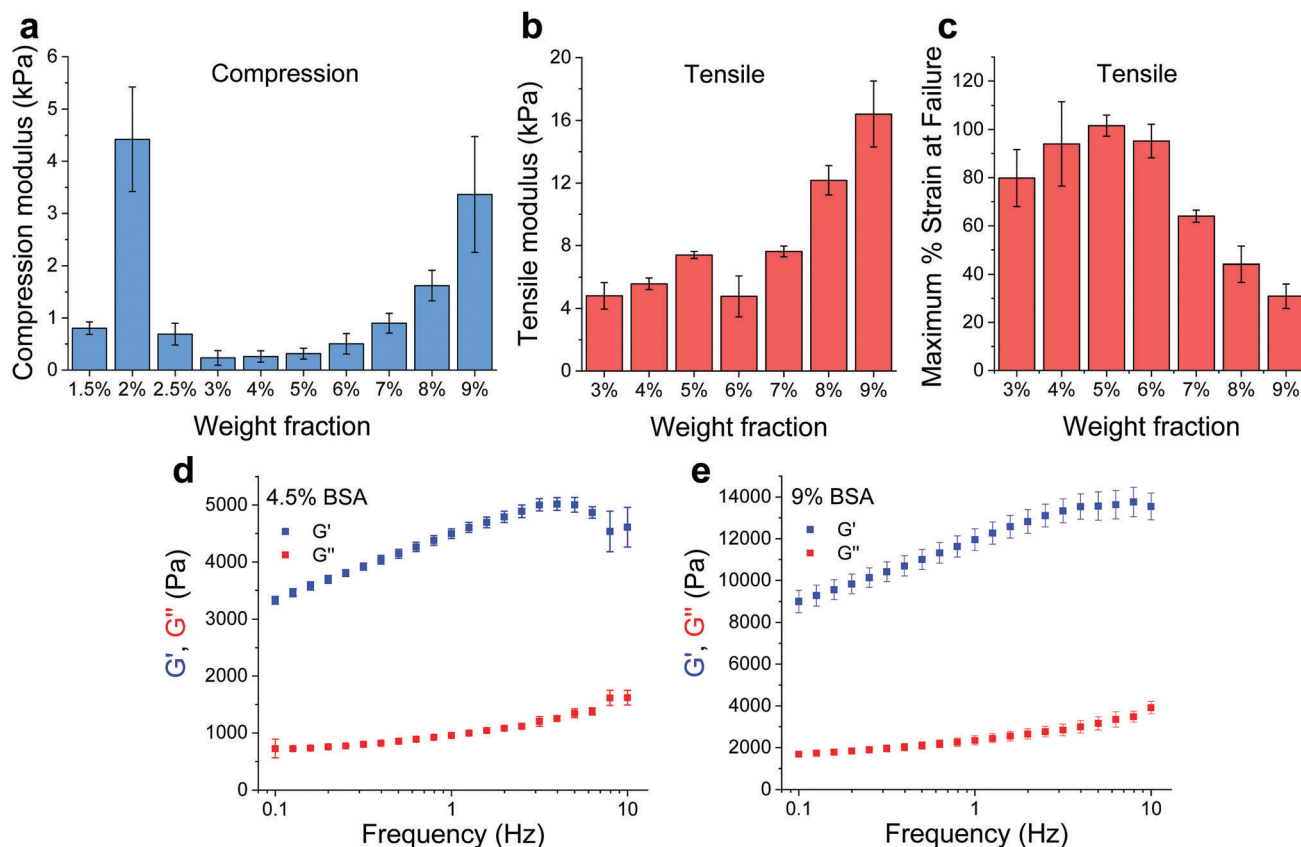 a
Compression
Compression modulus (kPa)
6
5
4
3
2
1
0
1.5% 2% 2.5% 3% 4% 5% 6% 7% 8% 9%
Weight fraction
b
Tensile
Tensile modulus (kPa)
20
16
12
8
4
0
3% 4% 5% 6% 7% 8% 9%
Weight fraction
c
Tensile
Maximum % Strain at Failure
120
100
80
60
40
20
0
3% 4% 5% 6% 7% 8% 9%
Weight fraction
d
4.5% BSA
G'
G"
G', G" (Pa)
5000
4000
3000
2000
1000
0
0.1 1 10
Frequency (Hz)
e
9% BSA
G'
G"
G', G" (Pa)
14000
12000
10000
8000
6000
4000
2000
0
0.1 1 10
Frequency (Hz)